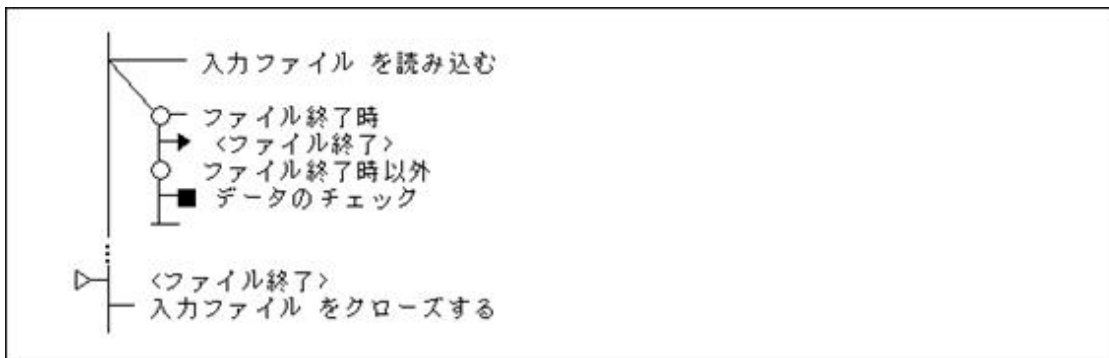 入力ファイル を読み込む
ファイル終了時
<ファイル終了>
ファイル終了時以外
データのチェック
<ファイル終了>
入力ファイル をクローズする